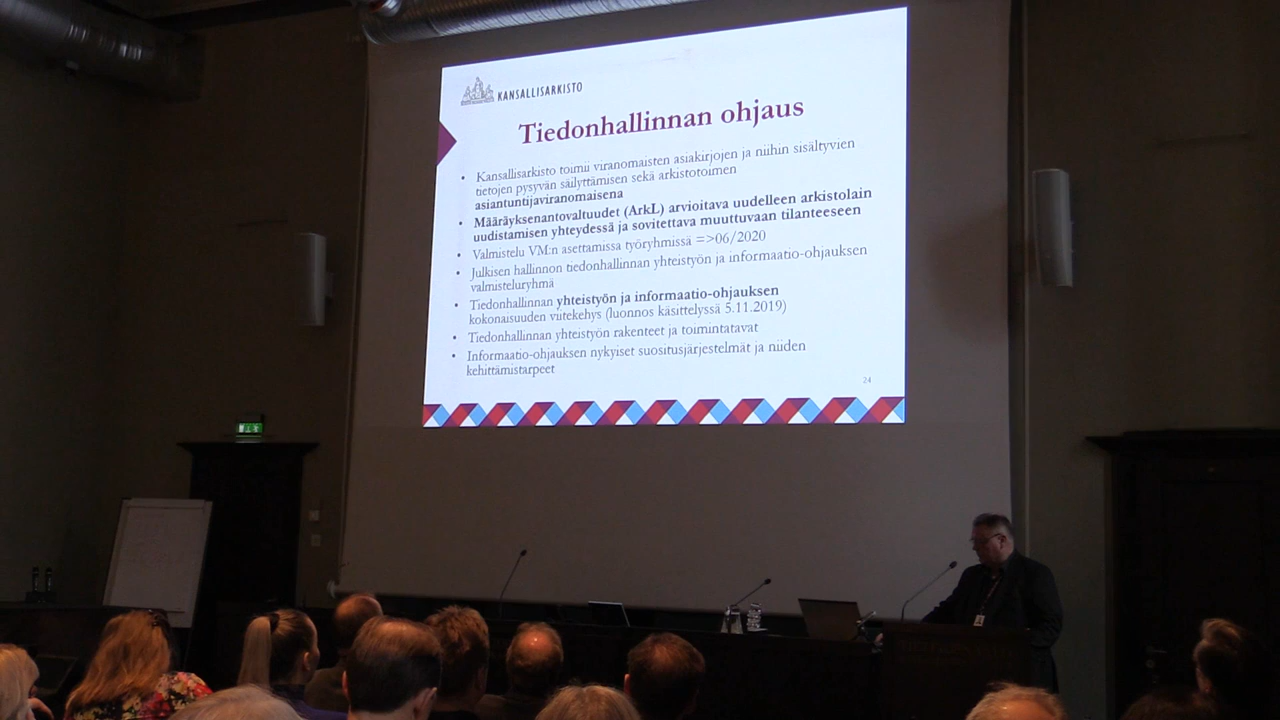 KANSALLISARKISTO
Tiedonhallinnan ohjaus
• Kansallisarkisto toimii viranomaisten asiakirjojen ja niihin sisältyvien
tietojen pysyvän säilyttämisen sekä arkistotoimen
asiantuntijaviranomaisena
• Määräyksenantovaltuudet (ArkL) arvioitava uudelleen arkistolain
uudistamisen yhteydessä ja sovitettava muuttuvaan tilanteeseen
• Valmistelu VM:n asettamissa työryhmissä =>06/2020
• Julkisen hallinnon tiedonhallinnan yhteistyön ja informaatio-ohjauksen
valmisteluryhmä
• Tiedonhallinnan yhteistyön ja informaatio-ohjauksen
kokonaisuuden viitekehys (luonnos käsittelyssä 5.11.2019)
• Tiedonhallinnan yhteistyön rakenteet ja toimintatavat
• Informaatio-ohjauksen nykyiset suositusjärjestelmät ja niiden
kehittämistarpeet
24